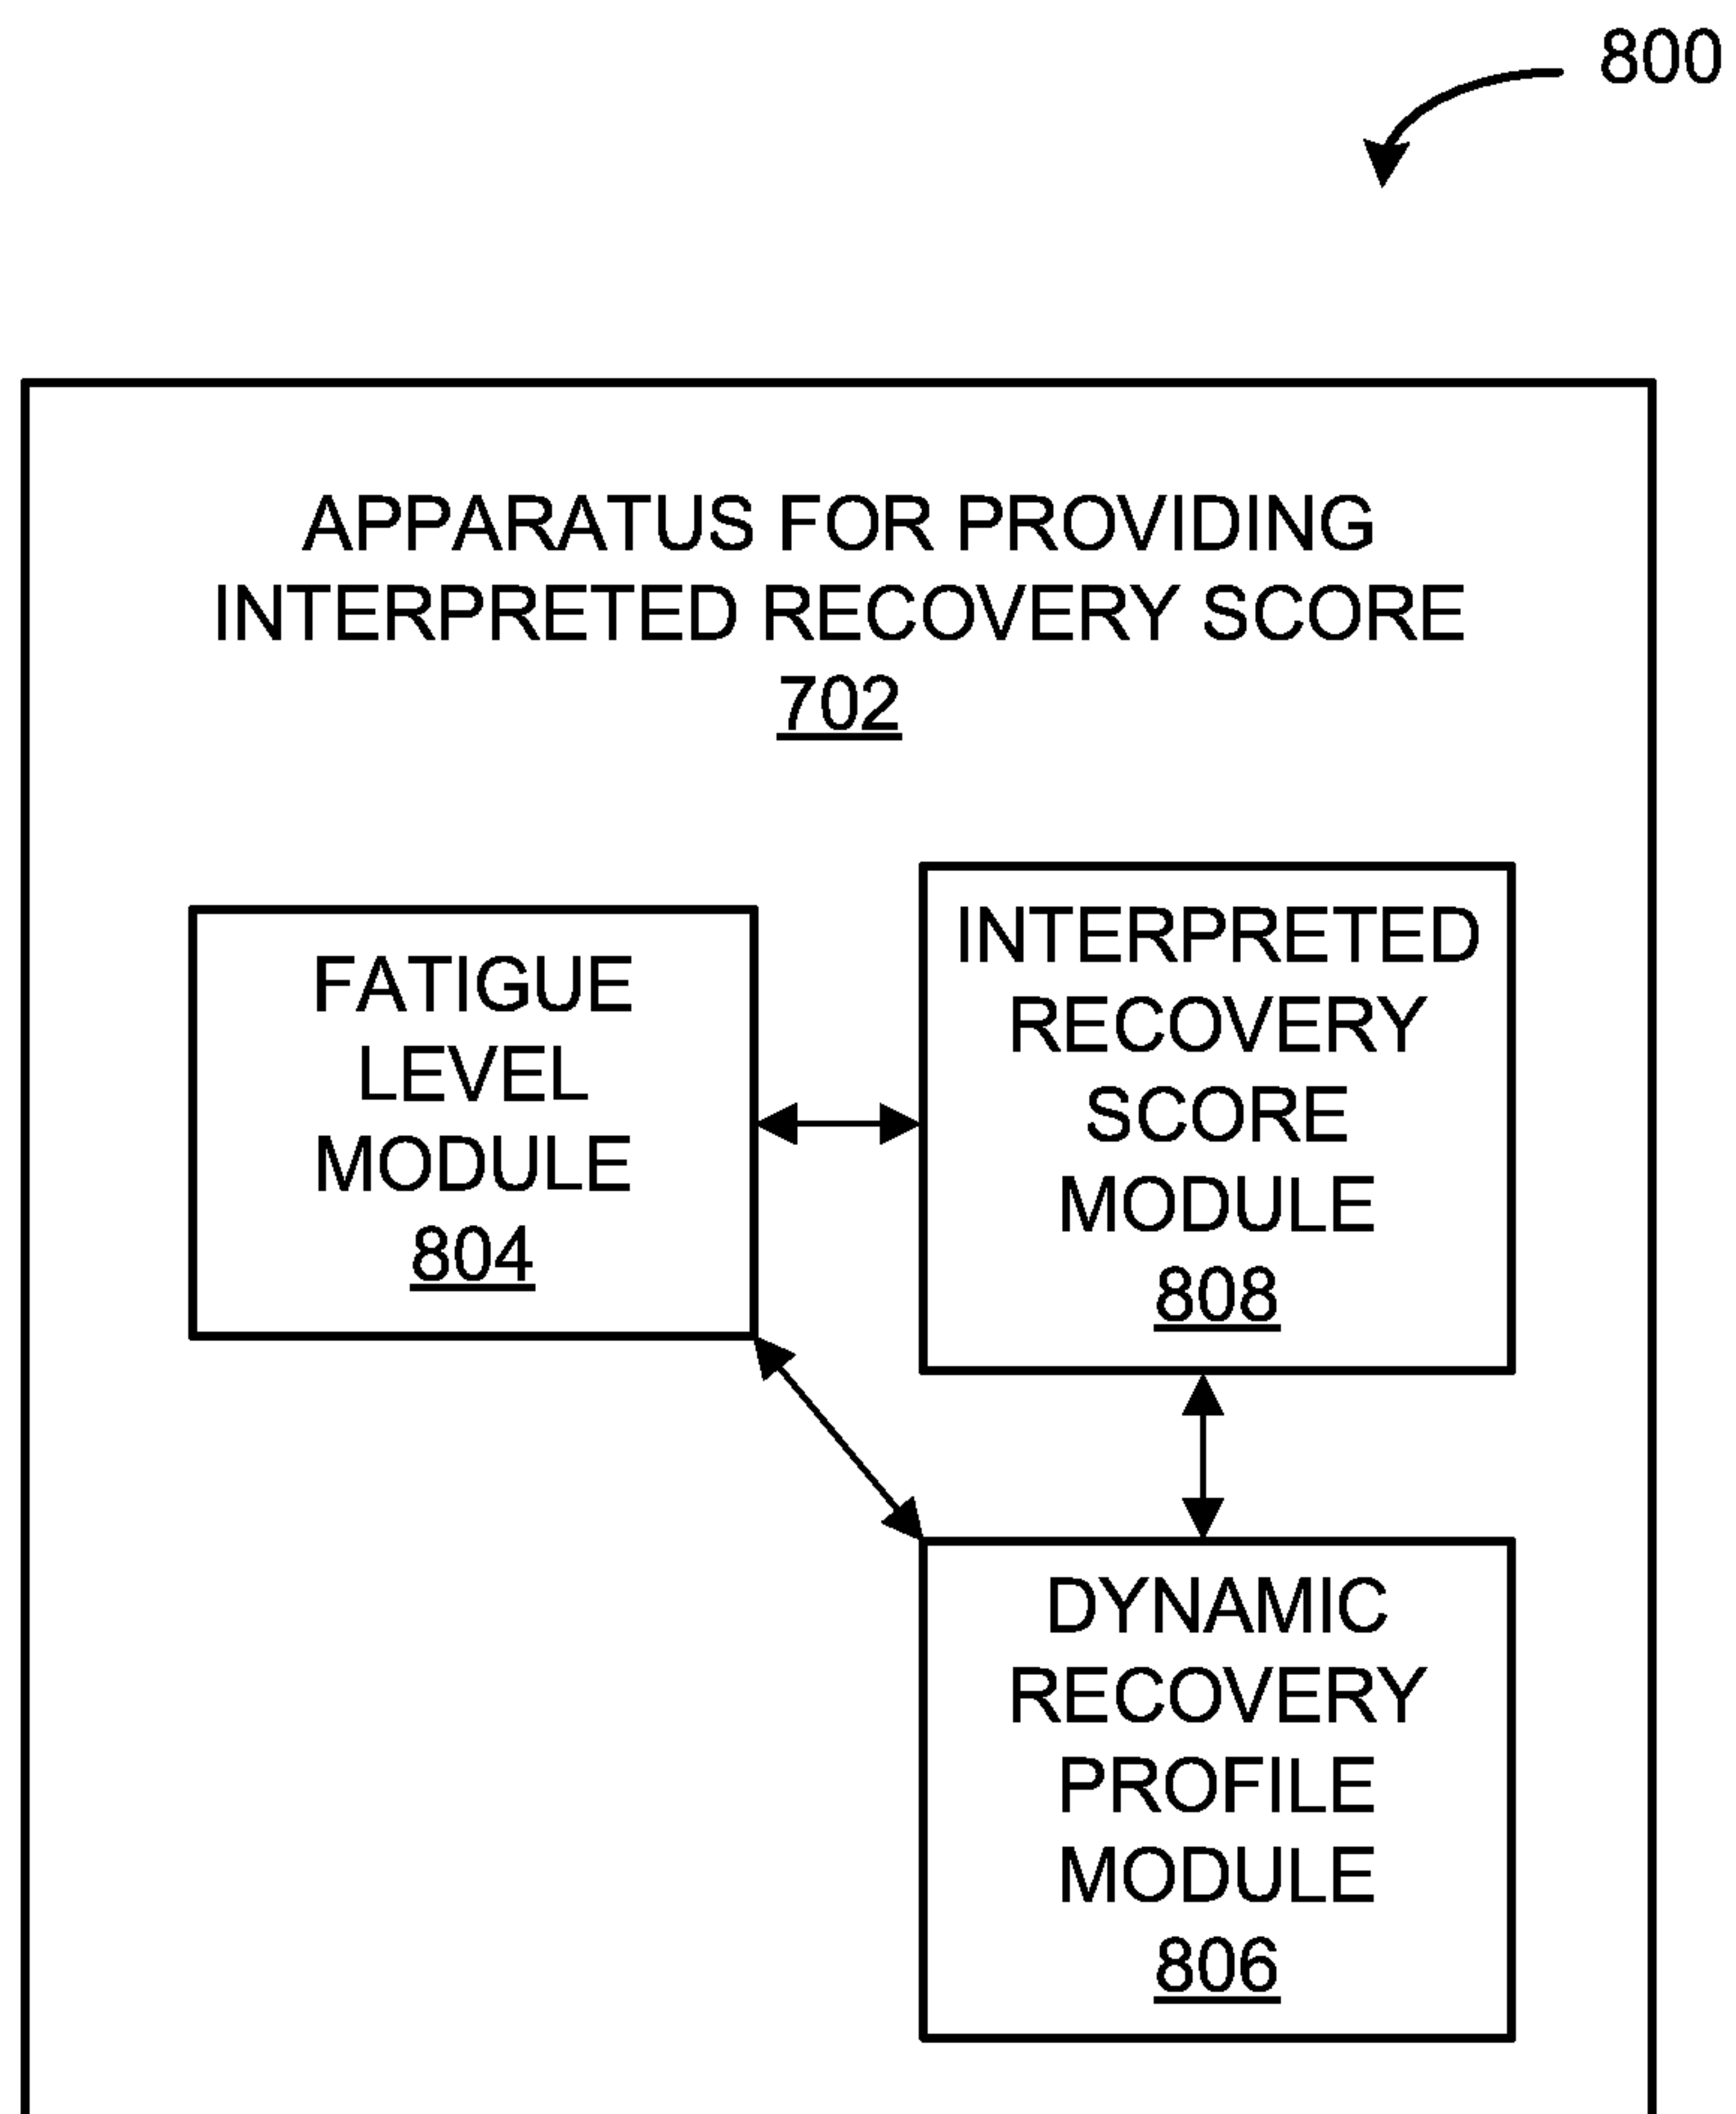 800
APPARATUS FOR PROVIDING
INTERPRETED RECOVERY SCORE
702
FATIGUE
LEVEL
MODULE
804
INTERPRETED
RECOVERY
SCORE
MODULE
808
DYNAMIC
RECOVERY
PROFILE
MODULE
806